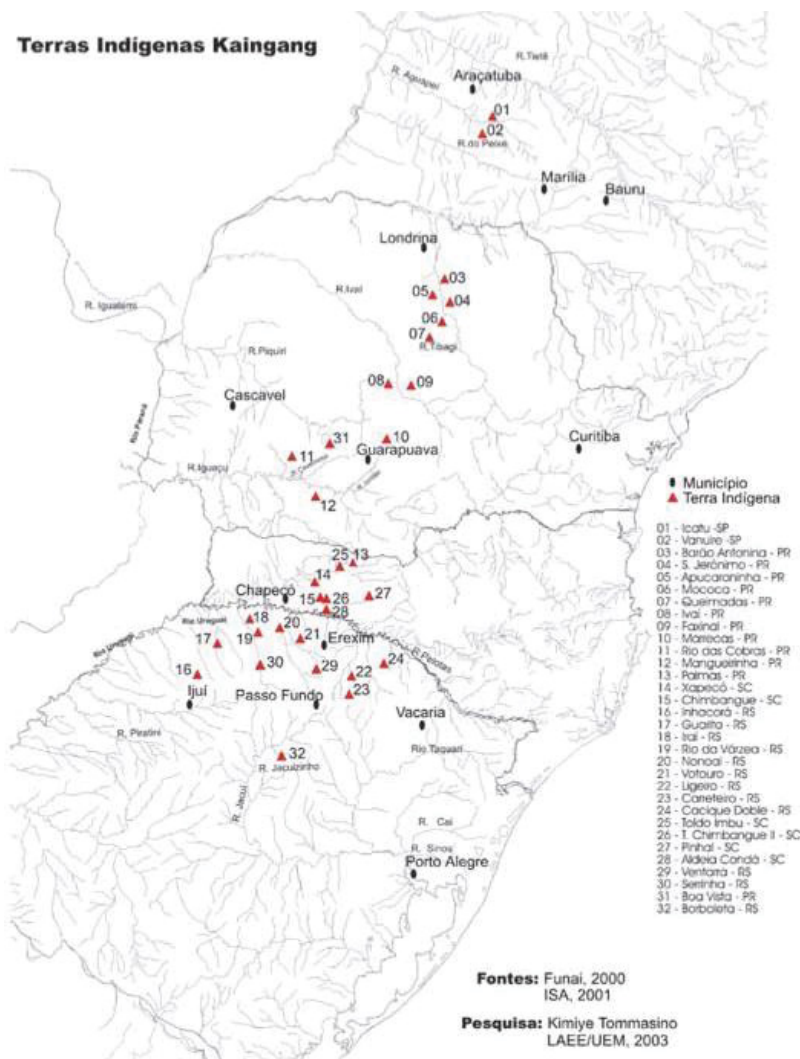 Terras Indígenas Kaingang
R.Tietê
Araçatuba
R. Aguapeí
01
02
R.do Peixe
Marília
Bauru
Londrina
03
05
04
R.Ivaí
R. Iguatemi
06
07
R.Tibagi
R.Piquiri
08
09
Cascavel
Rio Paraná
31
10
11
Guarapuava
Curitiba
R.Iguaçu
12
Município
Terra Indígena
01 - Icatu -SP
02 - Vanuire -SP
03 - Barão Antonina - PR
04 - S. Jerônimo - PR
05 - Apucaraninha - PR
06 - Mococa - PR
07 - Queimadas - PR
08 - Ivaí - PR
09 - Faxinal - PR
10 - Marrecas - PR
11 - Rio das Cobras - PR
12 - Mangueirinha - PR
13 - Palmas - PR
14 - Xapecó - SC
15 - Chimbangue - SC
16 - Inhacorá - RS
17 - Guarita - RS
18 - Iraí - RS
19 - Rio da Várzea - RS
20 - Nonoai - RS
21 - Votouro - RS
22 - Ligeiro - RS
23 - Carreteiro - RS
24 - Cacique Doble - RS
25 - Toldo Imbu - SC
26 - T. Chimbangue II - SC
27 - Pinhal - SC
28 - Aldeia Condá - SC
29 - Ventarra - RS
30 - Serrinha - RS
31 - Boa Vista - PR
32 - Borboleta - RS
25
13
14
Chapecó
15
26
27
28
18
Rio Uruguai
20
Rio Uruguai
19
21
Erexim
17
R. Pelotas
30
29
24
16
22
Ijuí
Passo Fundo
23
Vacaria
R. Piratini
Rio Taquari
32
R. Jacuizinho
R. Jacuí
R. Caí
R. Sinos
Porto Alegre
Fontes: Funai, 2000
ISA, 2001
Pesquisa: Kimiye Tommasino
LAEE/UEM, 2003